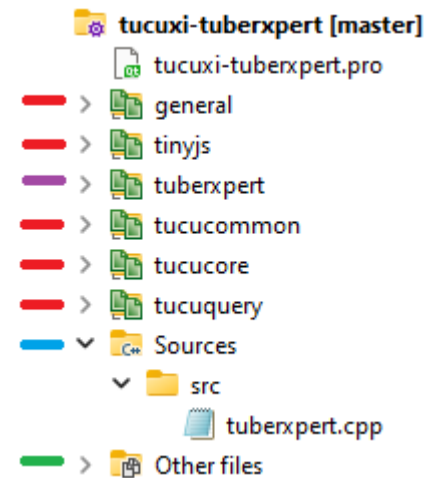 tucuxi-tuberxpert [master]
tucuxi-tuberxpert.pro
general
tinyjs
tuberxpert
tucucommon
tucucore
tucuquery
Sources
src
tuberxpert.cpp
Other files